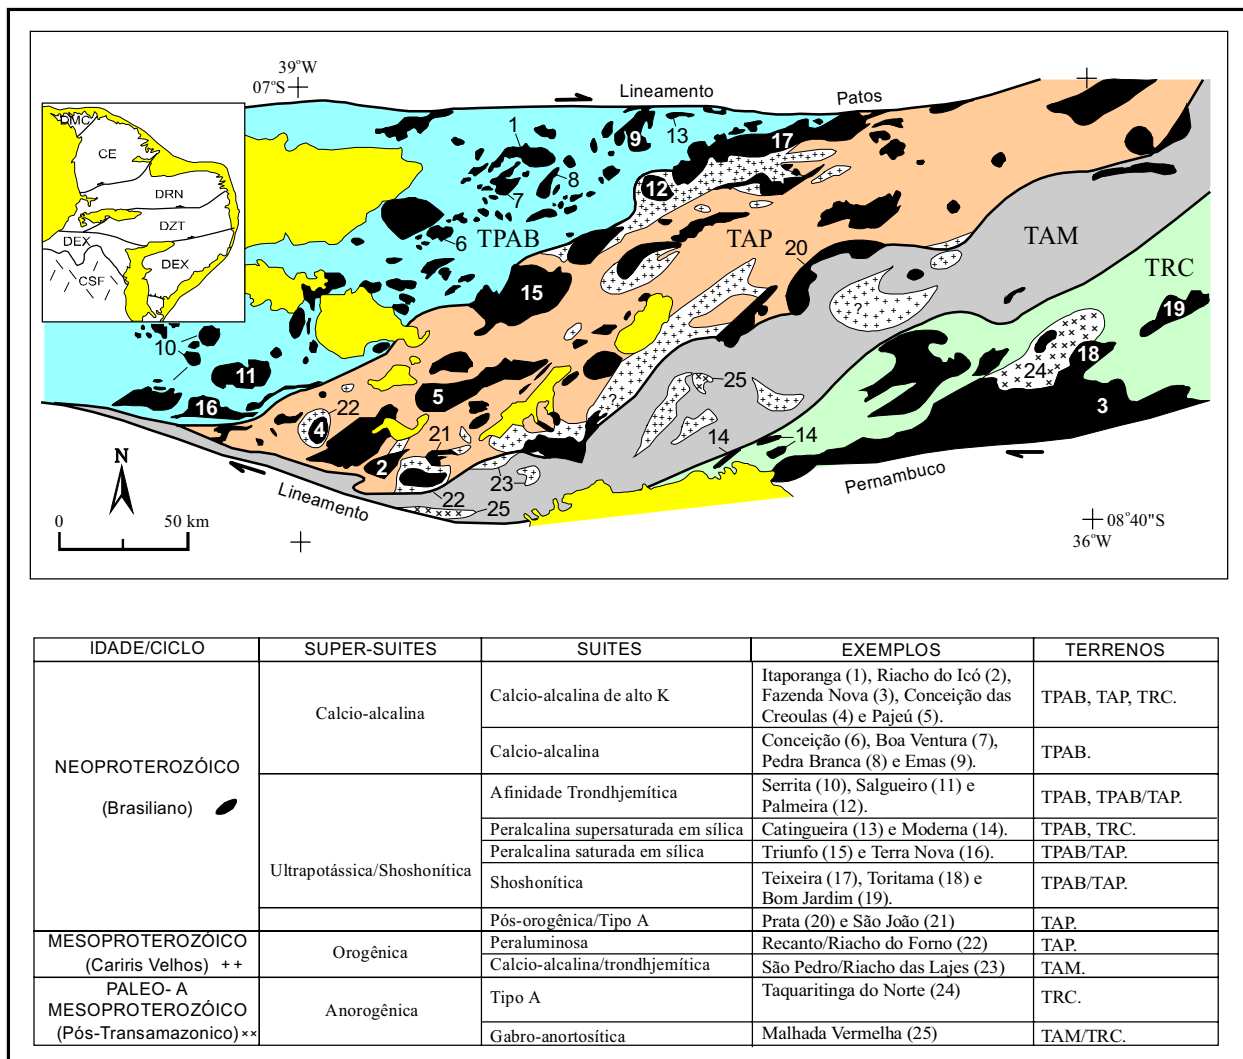 39°W
07°S
Lineamento
Patos
DMC
CE
DRN
DZT
DEX
DEX
CSF
1
9
13
17
8
12
7
6
TPAB
TAP
20
TAM
TRC
15
?
19
10
11
18
24
16
22
5
25
?
3
4
21
14
14
2
N
23
Lineamento
22
25
Pernambuco
0
50 km
08°40"S
36°W
IDADE/CICLO SUPER-SUITES SUITES EXEMPLOS TERRENOS
NEOPROTEROZÓICO
(Brasiliano)
Calcio-alcalina
Calcio-alcalina de alto K
Itaporanga (1), Riacho do Icó (2),
Fazenda Nova (3), Conceição das
Creoulas (4) e Pajeú (5).
TPAB, TAP, TRC.
Calcio-alcalina
Conceição (6), Boa Ventura (7),
Pedra Branca (8) e Emas (9).
TPAB.
Ultrapotássica/Shoshonítica
Afinidade Trondhjemítica
Serrita (10), Salgueiro (11) e
Palmeira (12).
TPAB, TPAB/TAP.
Peralcalina supersaturada em sílica
Catingueira (13) e Moderna (14).
TPAB, TRC.
Peralcalina saturada em sílica
Triunfo (15) e Terra Nova (16).
TPAB/TAP.
Shoshonítica
Teixeira (17), Toritama (18) e
Bom Jardim (19).
TPAB/TAP.
Pós-orogênica/Tipo A
Prata (20) e São João (21)
TAP.
MESOPROTEROZÓICO
(Cariris Velhos) ++
Orogênica
Peraluminosa
Recanto/Riacho do Forno (22)
TAP.
Calcio-alcalina/trondhjemítica
São Pedro/Riacho das Lajes (23)
TAM.
PALEO- A
MESOPROTEROZÓICO
(Pós-Transamazonico) ××
Anorogênica
Tipo A
Taquaritinga do Norte (24)
TRC.
Gabro-anortosítica
Malhada Vermelha (25)
TAM/TRC.